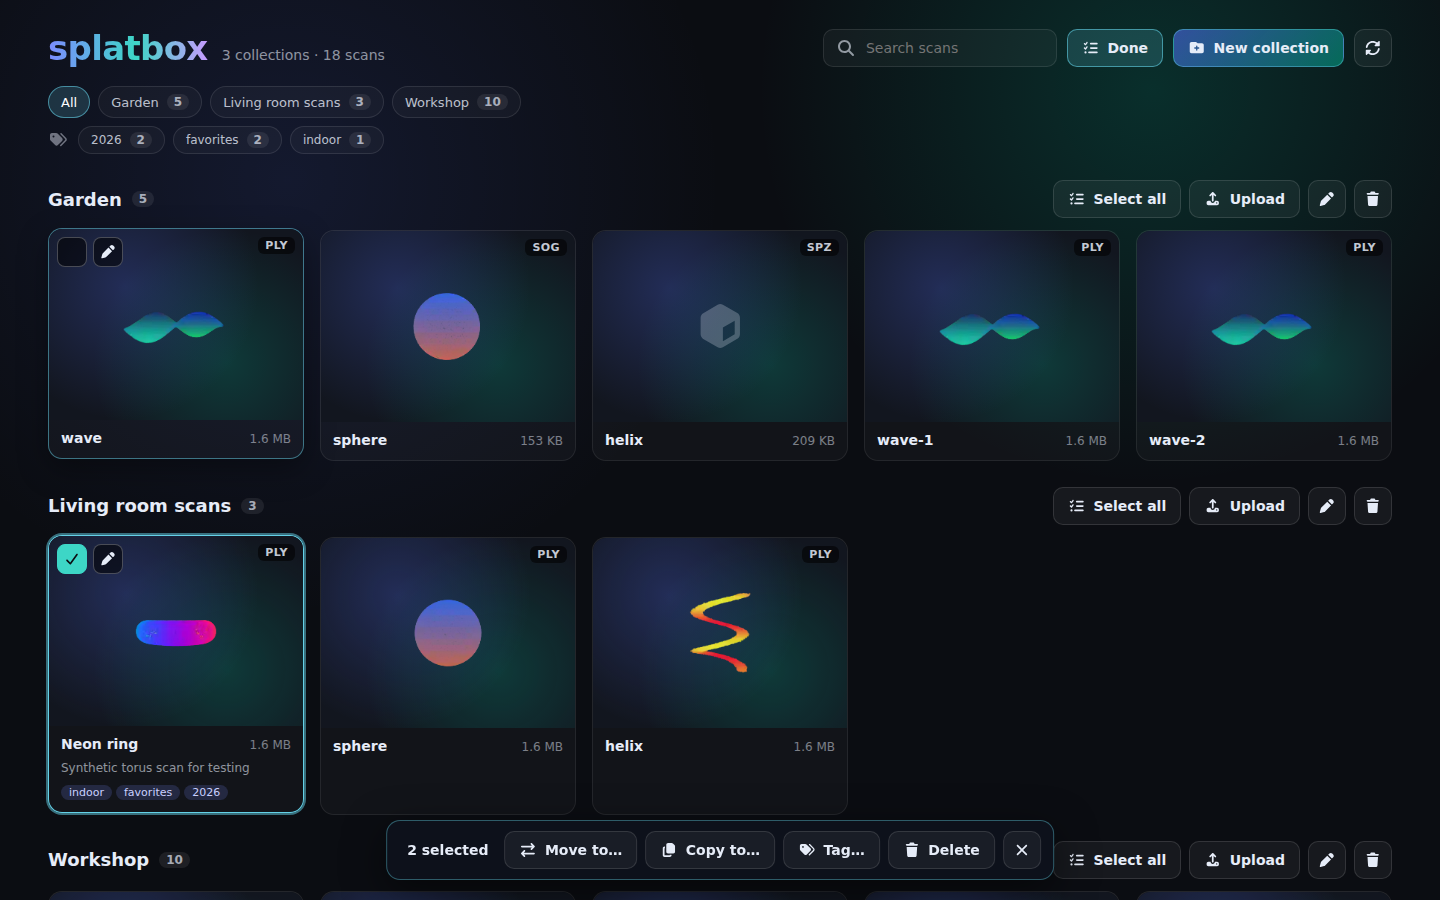 splatbox 3 collections · 18 scans Search scans Done New collection
All Garden 5 Living room scans 3 Workshop 10
2026 2 favorites 2 indoor 1
Garden 5 Select all Upload
PLY SOG SPZ PLY PLY
wave 1.6 MB sphere 153 KB helix 209 KB wave-1 1.6 MB wave-2 1.6 MB
Living room scans 3 Select all Upload
PLY PLY PLY
Neon ring 1.6 MB sphere 1.6 MB helix 1.6 MB
Synthetic torus scan for testing
indoor favorites 2026
Workshop 10 2 selected Move to… Copy to… Tag… Delete Select all Upload